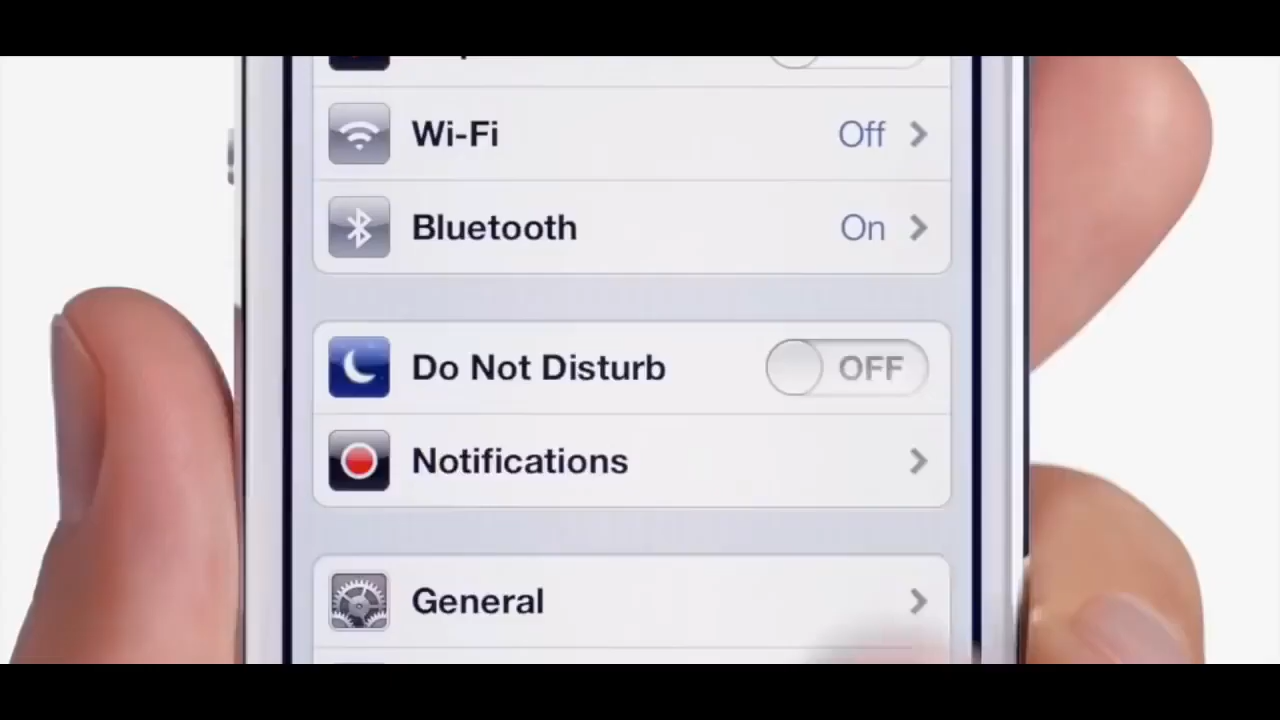 Wi-Fi Off
Bluetooth On
Do Not Disturb OFF
Notifications
General